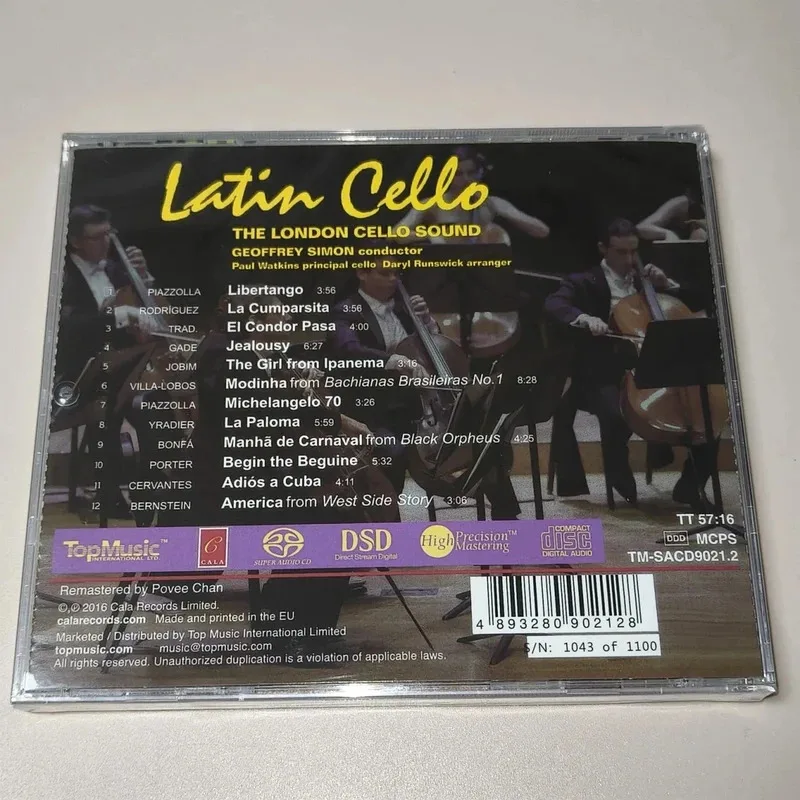 Latin Cello
THE LONDON CELLO SOUND
GEOFFREY SIMON conductor
Paul Watkins principal cello Daryl Runswick arranger
1 PIAZZOLLA Libertango 3:56
2 RODRÍGUEZ La Cumparsita 3:56
3 TRAD. El Condor Pasa 4:00
4 GADE Jealousy 6:27
5 JOBIM The Girl from Ipanema 3:16
6 VILLA-LOBOS Modinha from Bachianas Brasileiras No.1 8:28
7 PIAZZOLLA Michelangelo 70 3:26
8 YRADIER La Paloma 5:59
9 BONFÁ Manhã de Carnaval from Black Orpheus 4:25
10 PORTER Begin the Beguine 5:32
11 CERVANTES Adiós a Cuba 4:11
12 BERNSTEIN America from West Side Story 3:06
TT 57:16
DDD MCPS
TM-SACD9021.2
TopMusic™
INTERNATIONAL LTD.
C
CALA
SUPER AUDIO CD
DSD
Direct Stream Digital
High Precision™
Mastering
COMPACT
disc
DIGITAL AUDIO
Remastered by Povee Chan
©,℗ 2016 Cala Records Limited.
calarecords.com Made and printed in the EU
Marketed / Distributed by Top Music International Limited
topmusic.com music@topmusic.com
All rights reserved. Unauthorized duplication is a violation of applicable laws.
4 893280 902128
S/N: 1043 of 1100